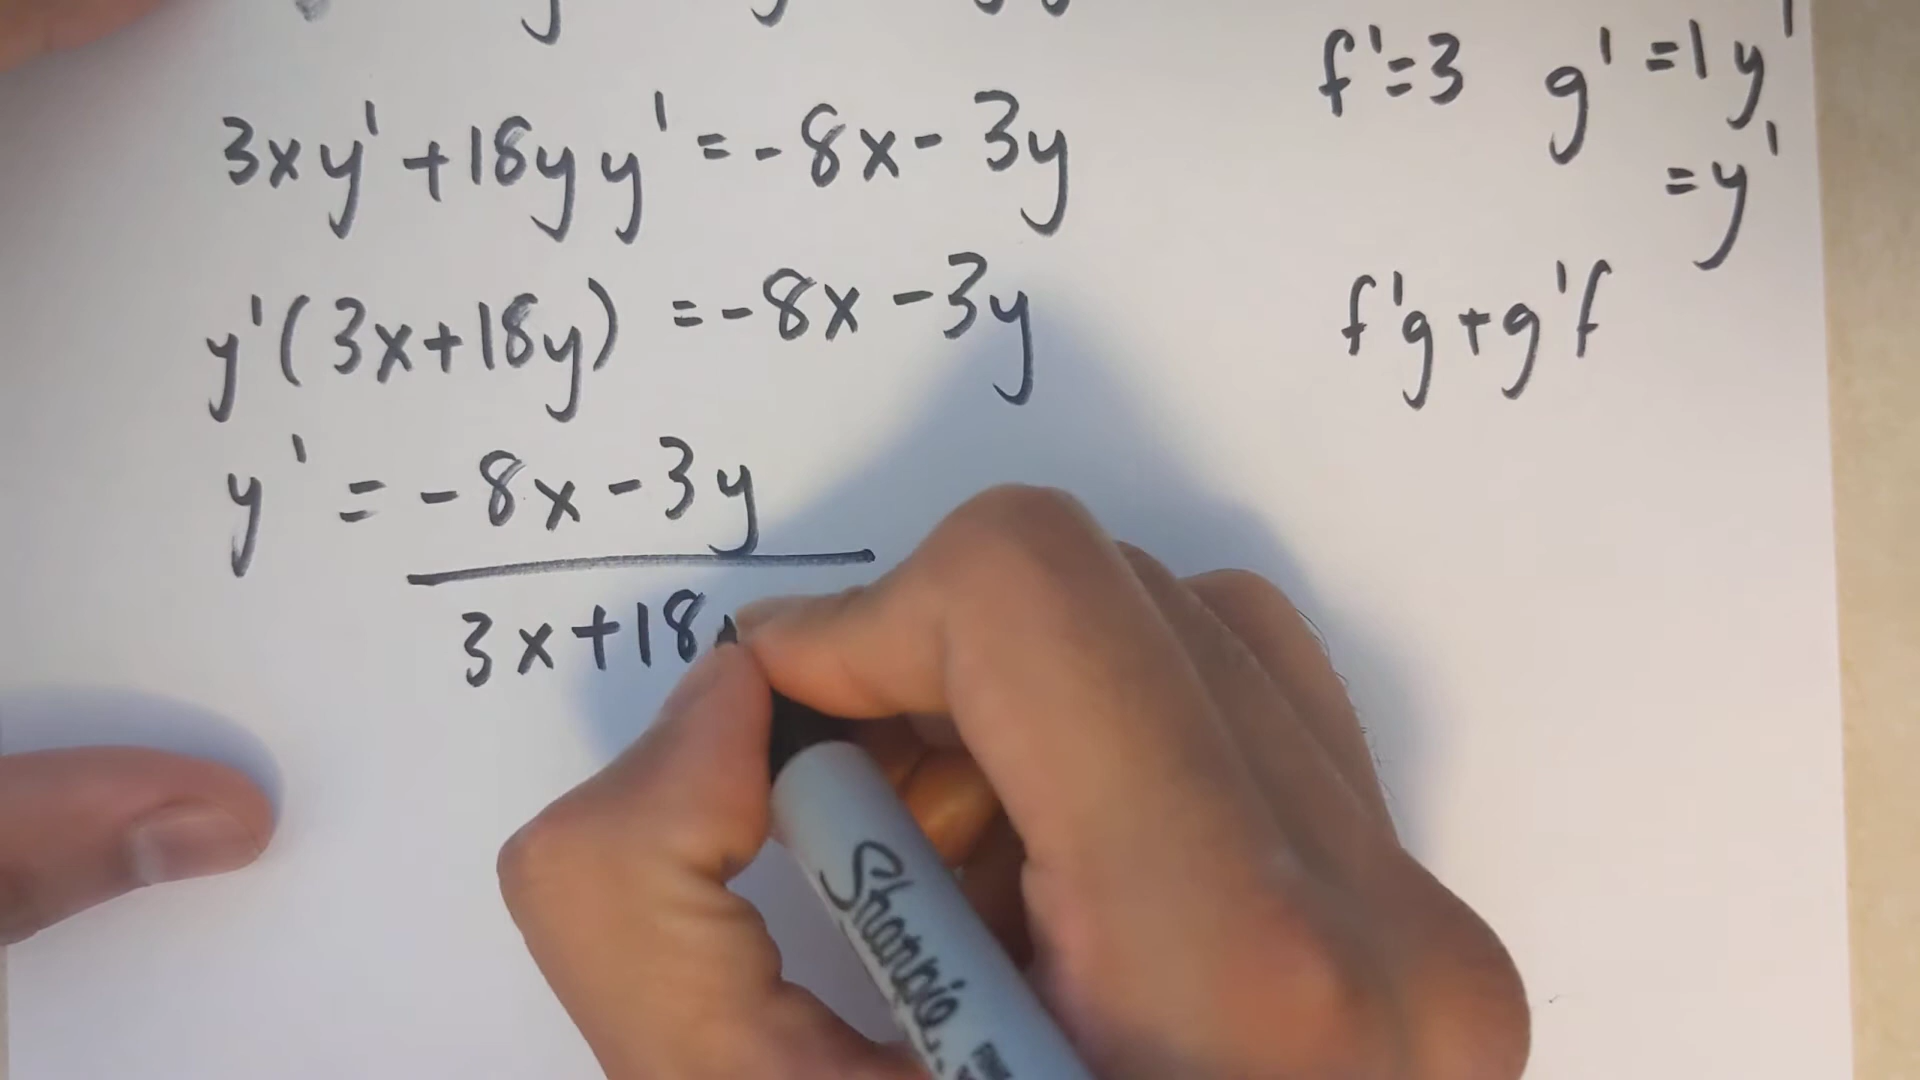 3xy' + 18yy' = -8x - 3y
y'(3x+18y) = -8x - 3y
y' = -8x - 3y
3x+18
f'=3 g'=1y'
=y'
f'g+g'f
Sharpie